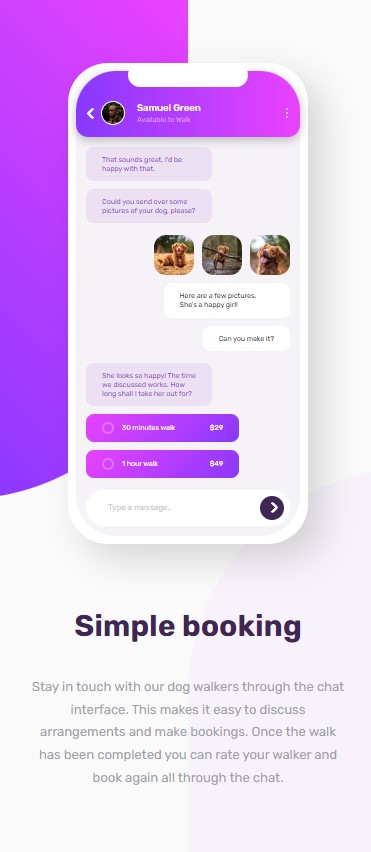 Samuel Green
Available to Walk
That sounds great. I'd be
happy with that.
Could you send over some
pictures of your dog, please?
Here are a few pictures.
She's a happy girl!
Can you make it?
She looks so happy! The time
we discussed works. How
long shall I take her out for?
30 minutes walk $29
1 hour walk $49
Type a message...
Simple booking
Stay in touch with our dog walkers through the chat
interface. This makes it easy to discuss
arrangements and make bookings. Once the walk
has been completed you can rate your walker and
book again all through the chat.